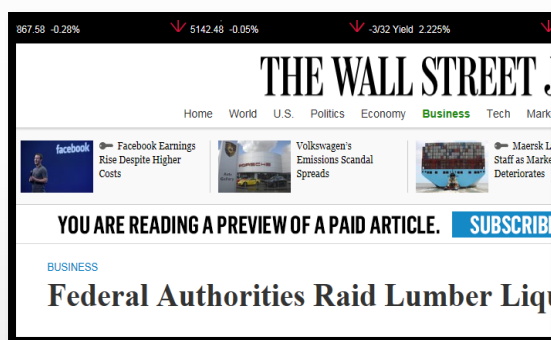 867.58 -0.28% 5142.48 -0.05% -3/32 Yield 2.225%
THE WALL STREET J
Home World U.S. Politics Economy Business Tech Mark
facebook
Facebook Earnings
Rise Despite Higher
Costs
PORSCHE
Volkswagen's
Emissions Scandal
Spreads
Maersk L
Staff as Marke
Deteriorates
YOU ARE READING A PREVIEW OF A PAID ARTICLE. SUBSCRIBE
BUSINESS
Federal Authorities Raid Lumber Liqu